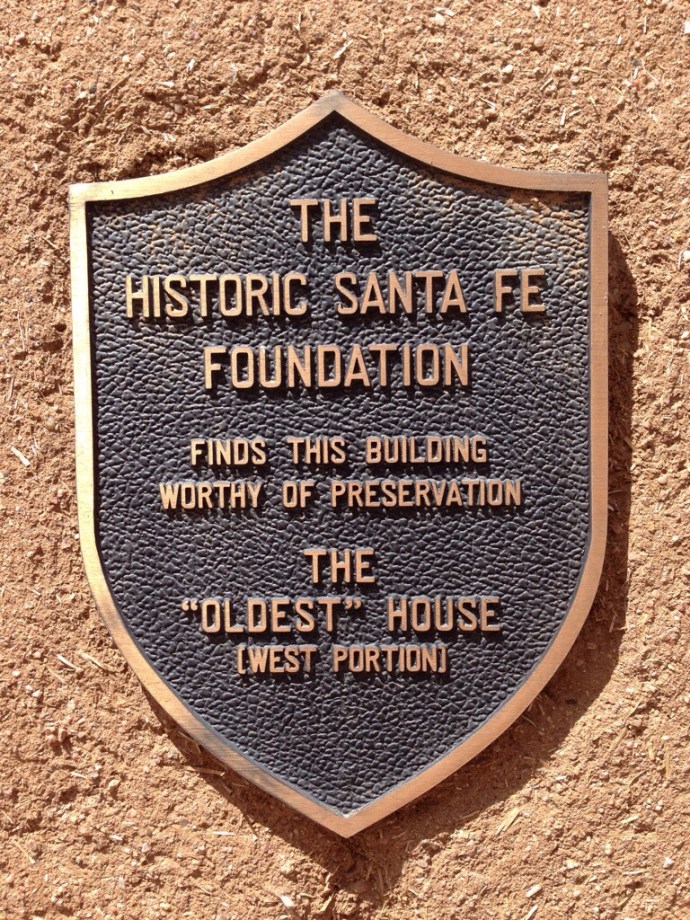 THE
HISTORIC SANTA FE
FOUNDATION
FINDS THIS BUILDING
WORTHY OF PRESERVATION
THE
“OLDEST” HOUSE
[WEST PORTION]